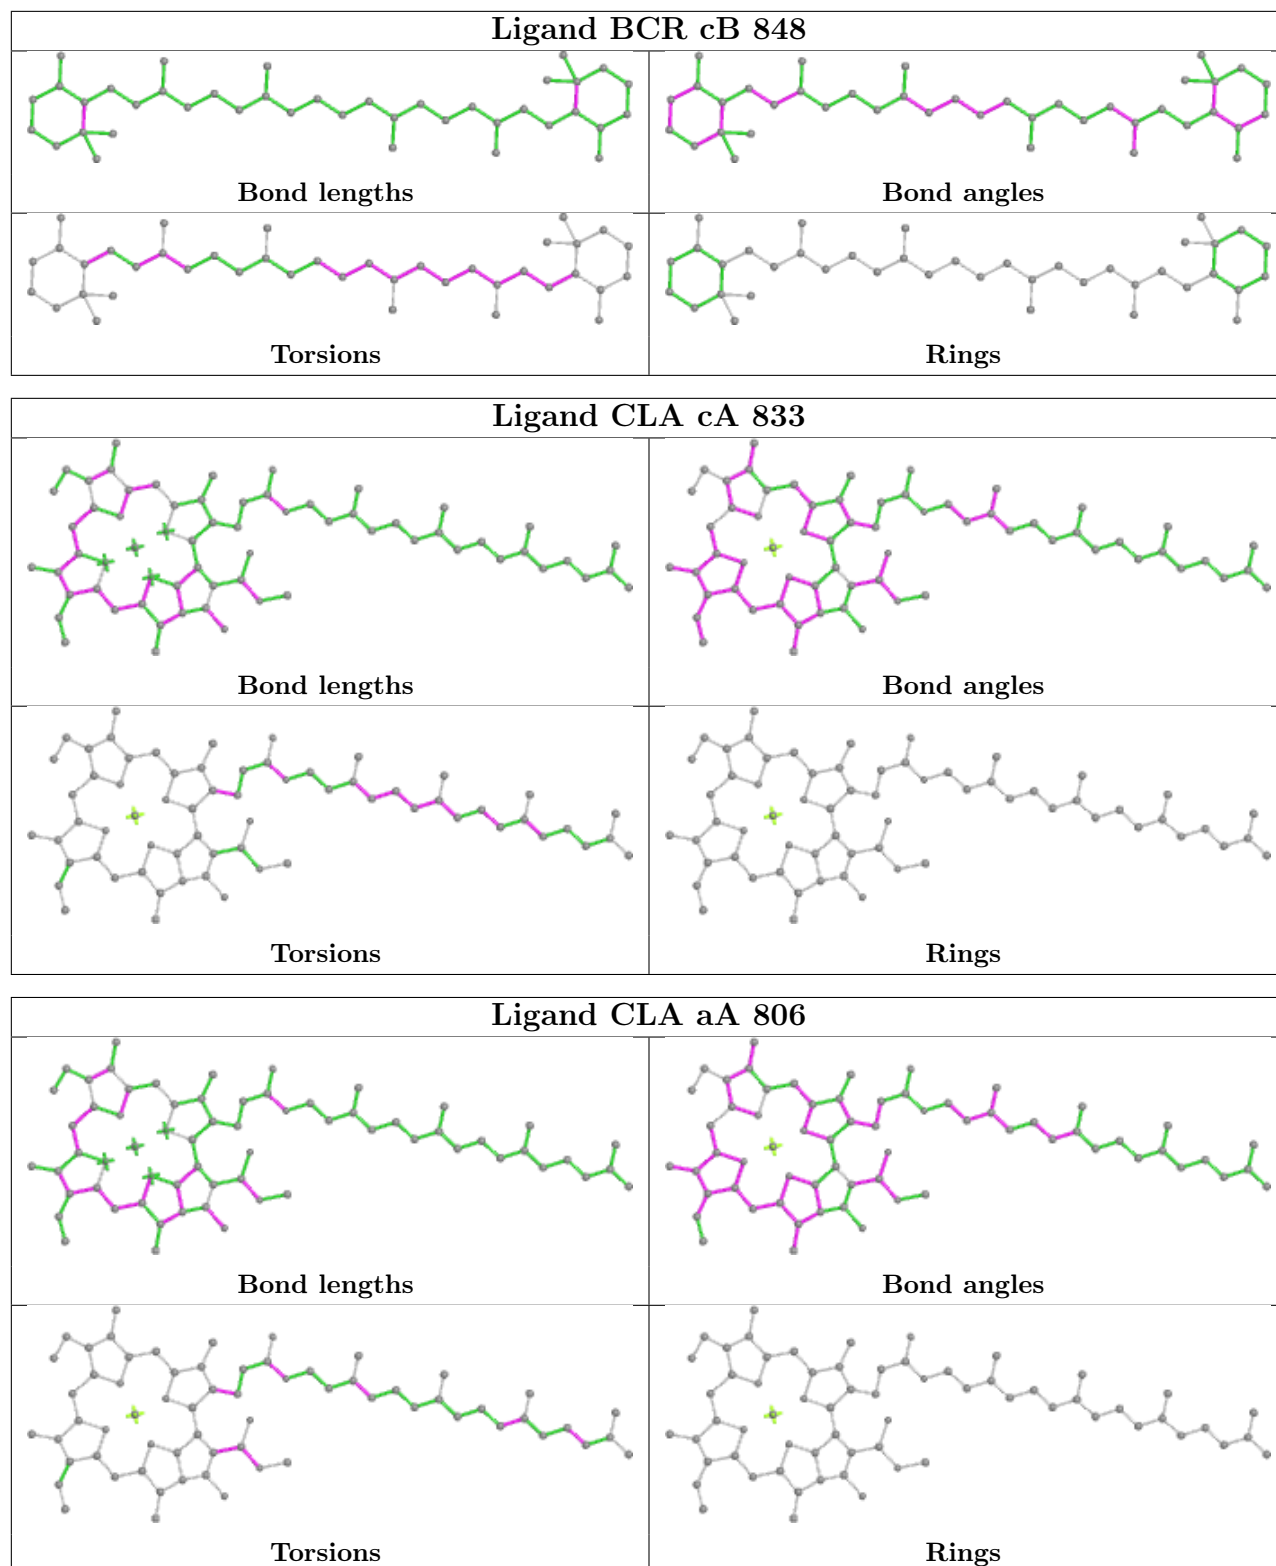 Ligand BCR cB 848
Bond lengths
Bond angles
Torsions
Rings
Ligand CLA cA 833
Bond lengths
Bond angles
Torsions
Rings
Ligand CLA aA 806
Bond lengths
Bond angles
Torsions
Rings